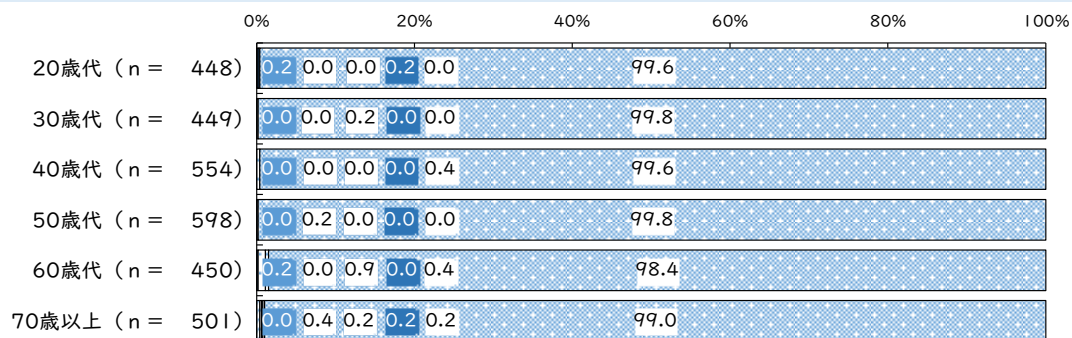 0% 20% 40% 60% 80% 100%
20歳代（n＝ 448） 0.2 0.0 0.0 0.2 0.0 99.6
30歳代（n＝ 449） 0.0 0.0 0.2 0.0 0.0 99.8
40歳代（n＝ 554） 0.0 0.0 0.0 0.0 0.4 99.6
50歳代（n＝ 598） 0.0 0.2 0.0 0.0 0.0 99.8
60歳代（n＝ 450） 0.2 0.0 0.9 0.0 0.4 98.4
70歳以上（n＝ 501） 0.0 0.4 0.2 0.2 0.2 99.0